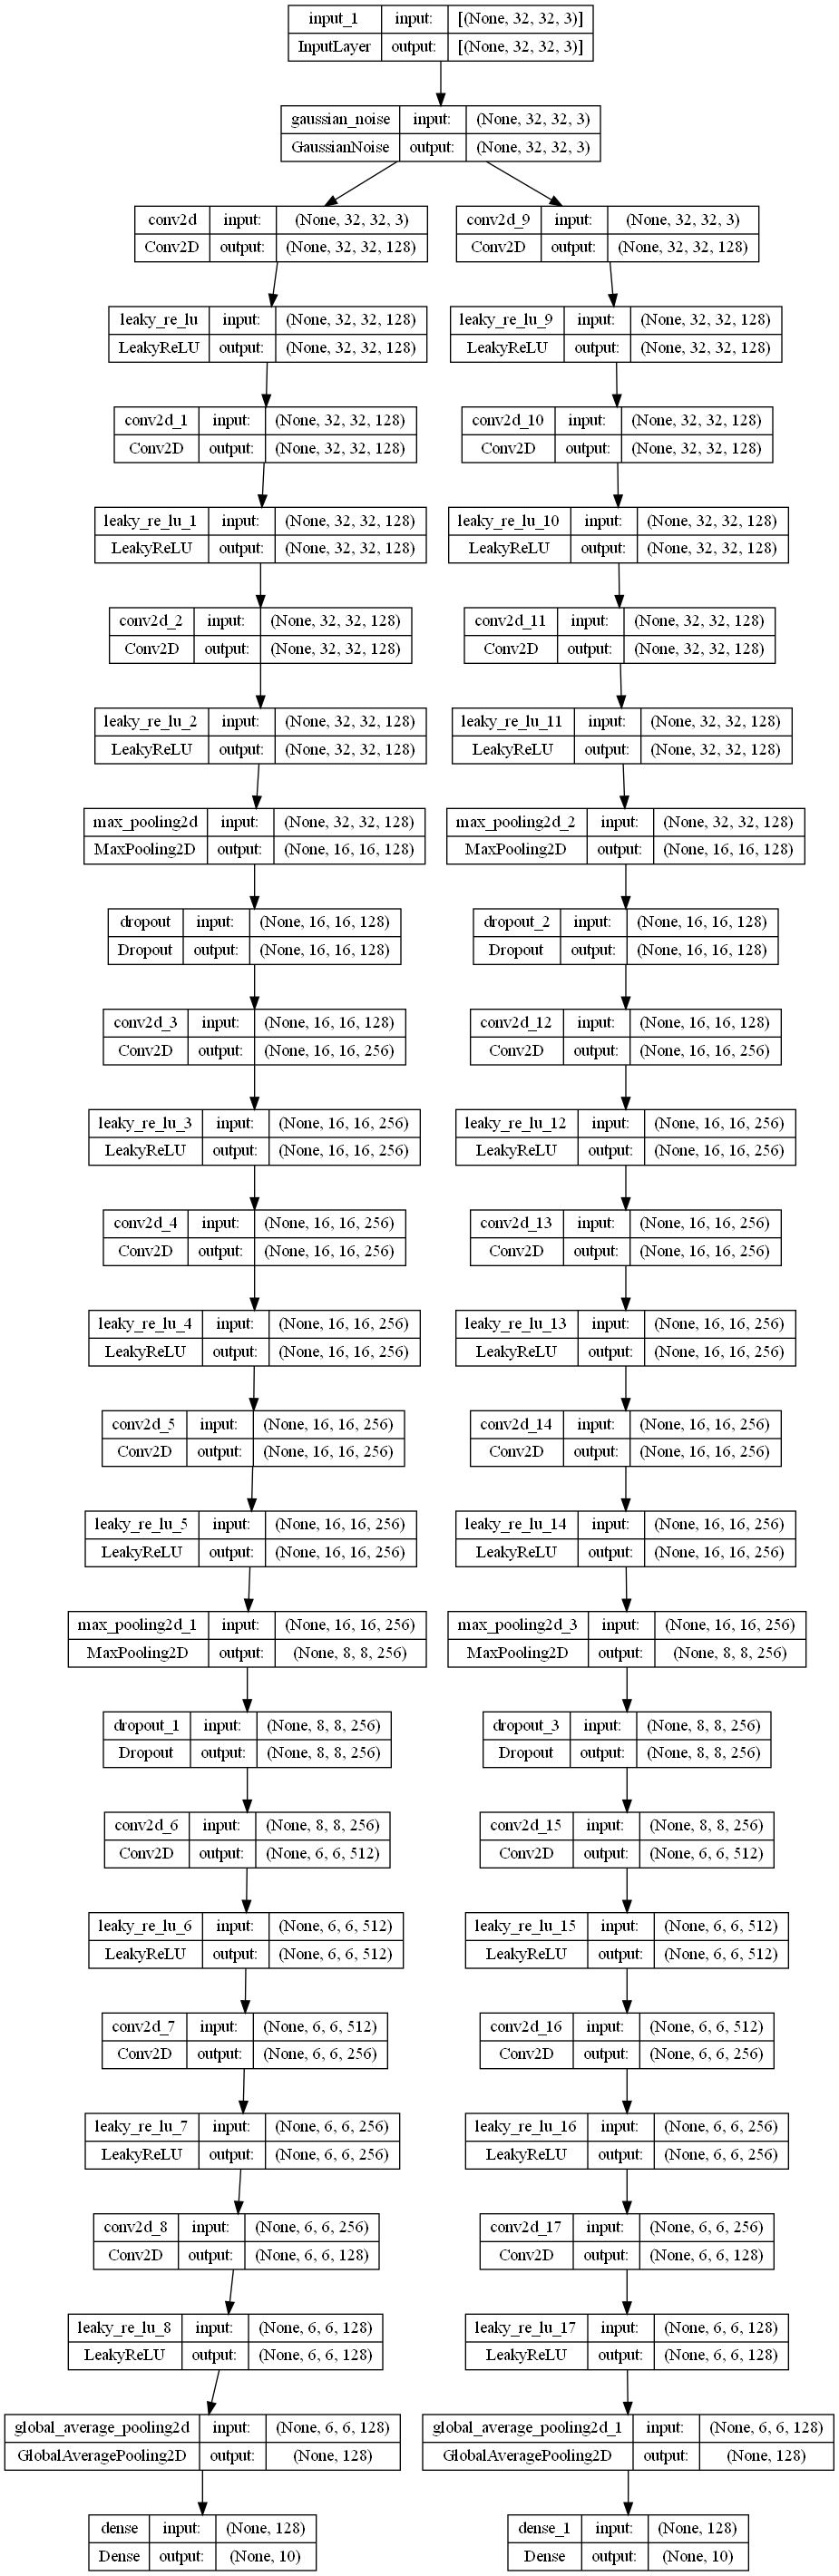 input_1 input: [(None, 32, 32, 3)]
InputLayer output: [(None, 32, 32, 3)]
gaussian_noise input: (None, 32, 32, 3)
GaussianNoise output: (None, 32, 32, 3)
conv2d input: (None, 32, 32, 3)
Conv2D output: (None, 32, 32, 128)
conv2d_9 input: (None, 32, 32, 3)
Conv2D output: (None, 32, 32, 128)
leaky_re_lu input: (None, 32, 32, 128)
LeakyReLU output: (None, 32, 32, 128)
leaky_re_lu_9 input: (None, 32, 32, 128)
LeakyReLU output: (None, 32, 32, 128)
conv2d_1 input: (None, 32, 32, 128)
Conv2D output: (None, 32, 32, 128)
conv2d_10 input: (None, 32, 32, 128)
Conv2D output: (None, 32, 32, 128)
leaky_re_lu_1 input: (None, 32, 32, 128)
LeakyReLU output: (None, 32, 32, 128)
leaky_re_lu_10 input: (None, 32, 32, 128)
LeakyReLU output: (None, 32, 32, 128)
conv2d_2 input: (None, 32, 32, 128)
Conv2D output: (None, 32, 32, 128)
conv2d_11 input: (None, 32, 32, 128)
Conv2D output: (None, 32, 32, 128)
leaky_re_lu_2 input: (None, 32, 32, 128)
LeakyReLU output: (None, 32, 32, 128)
leaky_re_lu_11 input: (None, 32, 32, 128)
LeakyReLU output: (None, 32, 32, 128)
max_pooling2d input: (None, 32, 32, 128)
MaxPooling2D output: (None, 16, 16, 128)
max_pooling2d_2 input: (None, 32, 32, 128)
MaxPooling2D output: (None, 16, 16, 128)
dropout input: (None, 16, 16, 128)
Dropout output: (None, 16, 16, 128)
dropout_2 input: (None, 16, 16, 128)
Dropout output: (None, 16, 16, 128)
conv2d_3 input: (None, 16, 16, 128)
Conv2D output: (None, 16, 16, 256)
conv2d_12 input: (None, 16, 16, 128)
Conv2D output: (None, 16, 16, 256)
leaky_re_lu_3 input: (None, 16, 16, 256)
LeakyReLU output: (None, 16, 16, 256)
leaky_re_lu_12 input: (None, 16, 16, 256)
LeakyReLU output: (None, 16, 16, 256)
conv2d_4 input: (None, 16, 16, 256)
Conv2D output: (None, 16, 16, 256)
conv2d_13 input: (None, 16, 16, 256)
Conv2D output: (None, 16, 16, 256)
leaky_re_lu_4 input: (None, 16, 16, 256)
LeakyReLU output: (None, 16, 16, 256)
leaky_re_lu_13 input: (None, 16, 16, 256)
LeakyReLU output: (None, 16, 16, 256)
conv2d_5 input: (None, 16, 16, 256)
Conv2D output: (None, 16, 16, 256)
conv2d_14 input: (None, 16, 16, 256)
Conv2D output: (None, 16, 16, 256)
leaky_re_lu_5 input: (None, 16, 16, 256)
LeakyReLU output: (None, 16, 16, 256)
leaky_re_lu_14 input: (None, 16, 16, 256)
LeakyReLU output: (None, 16, 16, 256)
max_pooling2d_1 input: (None, 16, 16, 256)
MaxPooling2D output: (None, 8, 8, 256)
max_pooling2d_3 input: (None, 16, 16, 256)
MaxPooling2D output: (None, 8, 8, 256)
dropout_1 input: (None, 8, 8, 256)
Dropout output: (None, 8, 8, 256)
dropout_3 input: (None, 8, 8, 256)
Dropout output: (None, 8, 8, 256)
conv2d_6 input: (None, 8, 8, 256)
Conv2D output: (None, 6, 6, 512)
conv2d_15 input: (None, 8, 8, 256)
Conv2D output: (None, 6, 6, 512)
leaky_re_lu_6 input: (None, 6, 6, 512)
LeakyReLU output: (None, 6, 6, 512)
leaky_re_lu_15 input: (None, 6, 6, 512)
LeakyReLU output: (None, 6, 6, 512)
conv2d_7 input: (None, 6, 6, 512)
Conv2D output: (None, 6, 6, 256)
conv2d_16 input: (None, 6, 6, 512)
Conv2D output: (None, 6, 6, 256)
leaky_re_lu_7 input: (None, 6, 6, 256)
LeakyReLU output: (None, 6, 6, 256)
leaky_re_lu_16 input: (None, 6, 6, 256)
LeakyReLU output: (None, 6, 6, 256)
conv2d_8 input: (None, 6, 6, 256)
Conv2D output: (None, 6, 6, 128)
conv2d_17 input: (None, 6, 6, 256)
Conv2D output: (None, 6, 6, 128)
leaky_re_lu_8 input: (None, 6, 6, 128)
LeakyReLU output: (None, 6, 6, 128)
leaky_re_lu_17 input: (None, 6, 6, 128)
LeakyReLU output: (None, 6, 6, 128)
global_average_pooling2d input: (None, 6, 6, 128)
GlobalAveragePooling2D output: (None, 128)
global_average_pooling2d_1 input: (None, 6, 6, 128)
GlobalAveragePooling2D output: (None, 128)
dense input: (None, 128)
Dense output: (None, 10)
dense_1 input: (None, 128)
Dense output: (None, 10)